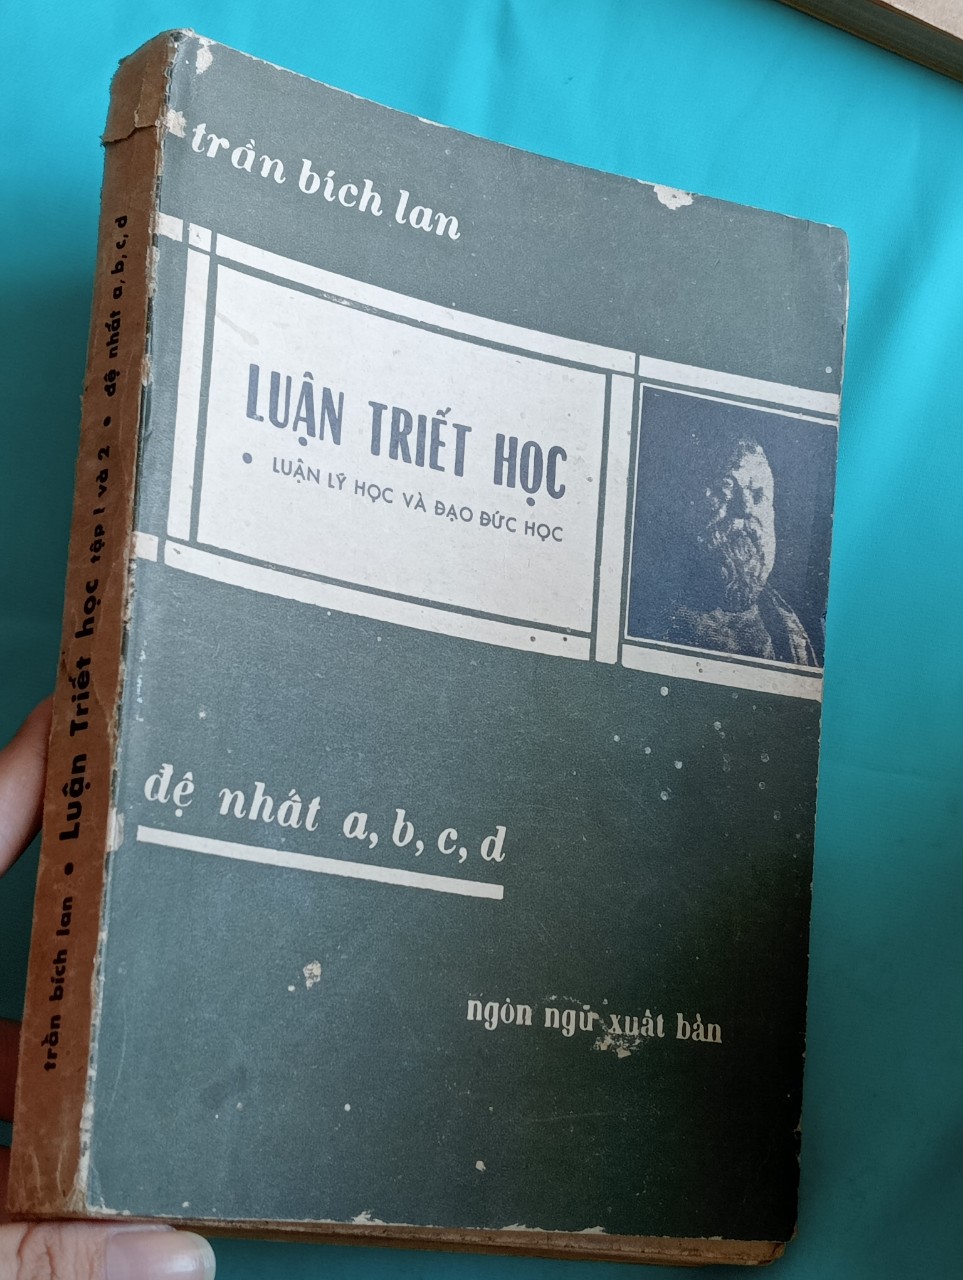 trần bích lan
LUẬN TRIẾT HỌC
• LUẬN LÝ HỌC VÀ ĐẠO ĐỨC HỌC
đệ nhất a, b, c, d
ngôn ngữ xuất bản
trần bích lan • Luận Triết học tập 1 và 2 • đệ nhất a, b, c, d